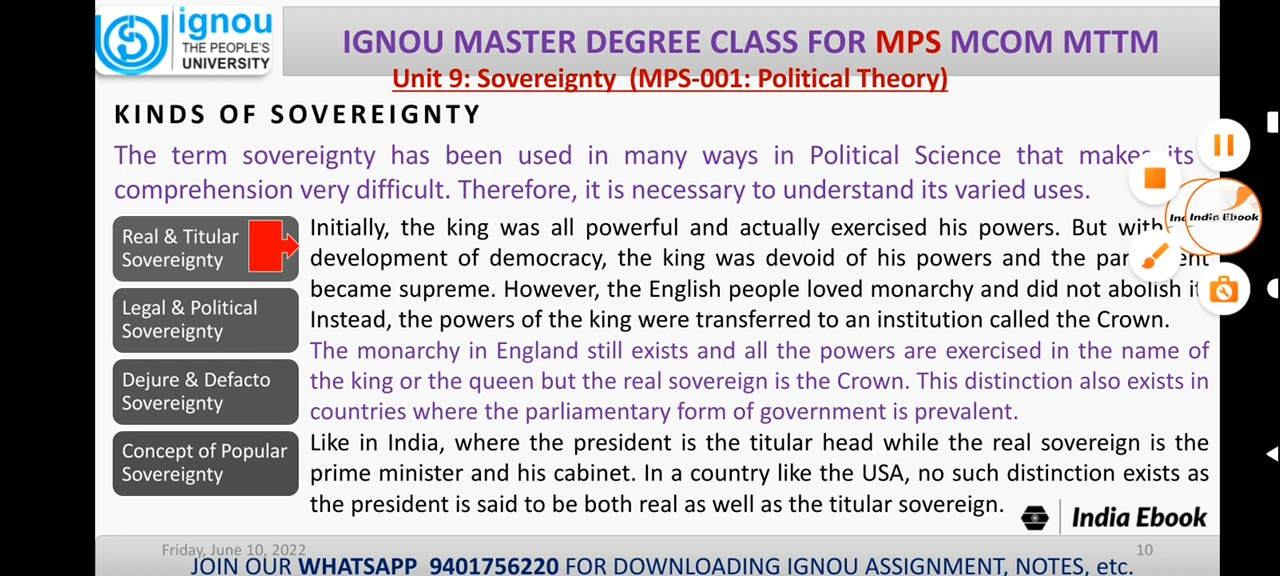 ignou
THE PEOPLE'S
UNIVERSITY
IGNOU MASTER DEGREE CLASS FOR MPS MCOM MTTM
Unit 9: Sovereignty (MPS-001: Political Theory)
KINDS OF SOVEREIGNTY
The term sovereignty has been used in many ways in Political Science that makes its
comprehension very difficult. Therefore, it is necessary to understand its varied uses.
Real & Titular
Sovereignty
Legal & Political
Sovereignty
Dejure & Defacto
Sovereignty
Concept of Popular
Sovereignty
Initially, the king was all powerful and actually exercised his powers. But with
development of democracy, the king was devoid of his powers and the
became supreme. However, the English people loved monarchy and did not abolish it
Instead, the powers of the king were transferred to an institution called the Crown.
The monarchy in England still exists and all the powers are exercised in the name of
the king or the queen but the real sovereign is the Crown. This distinction also exists in
countries where the parliamentary form of government is prevalent.
Like in India, where the president is the titular head while the real sovereign is the
prime minister and his cabinet. In a country like the USA, no such distinction exists as
the president is said to be both real as well as the titular sovereign.
India Ebook
India Ebook
Friday, June 10, 2022
10
JOIN OUR WHATSAPP 9401756220 FOR DOWNLOADING IGNOU ASSIGNMENT, NOTES, etc.